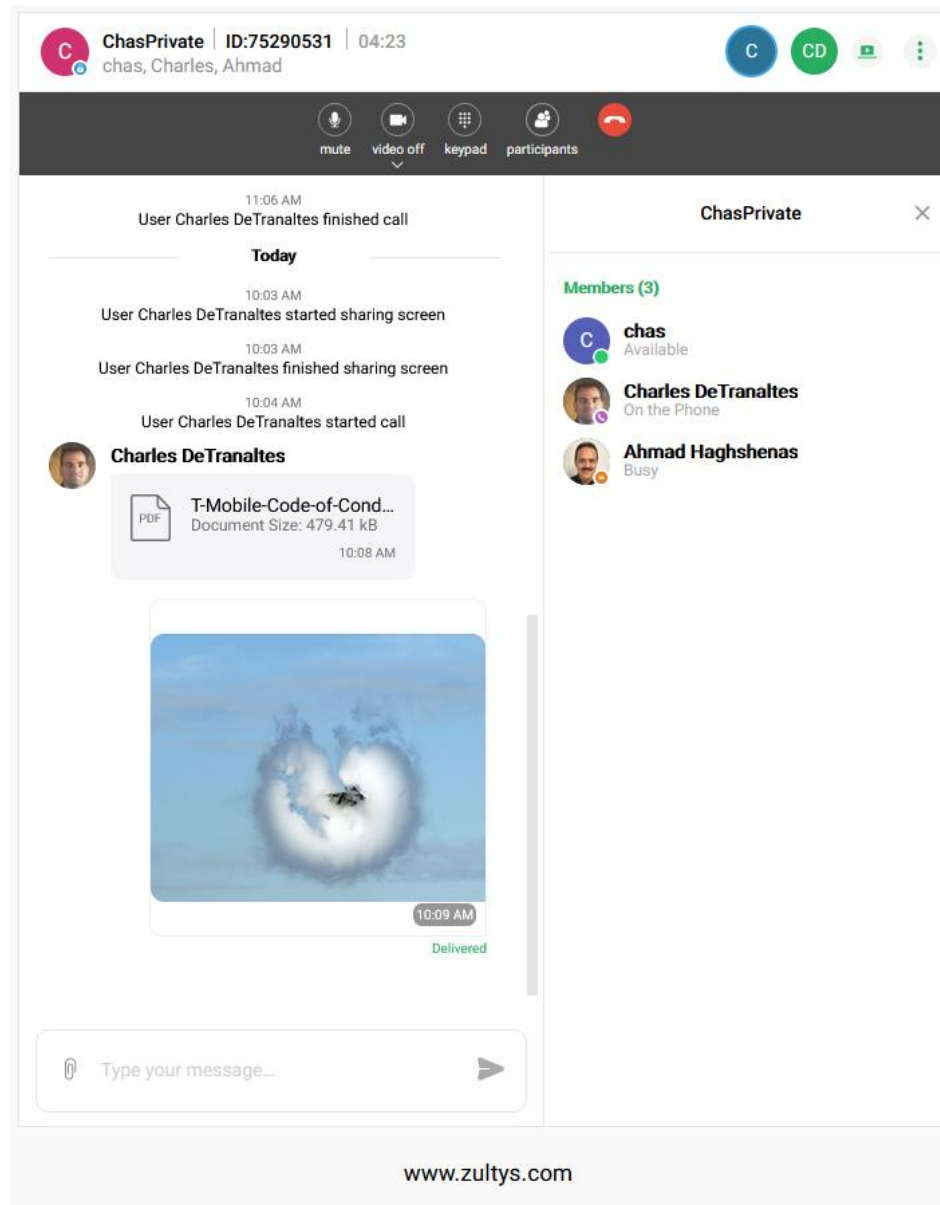 C
ChasPrivate | ID:75290531 | 04:23
chas, Charles, Ahmad
C
CD
mute
video off
keypad
participants
11:06 AM
User Charles DeTranaltes finished call
Today
10:03 AM
User Charles DeTranaltes started sharing screen
10:03 AM
User Charles DeTranaltes finished sharing screen
10:04 AM
User Charles DeTranaltes started call
Charles DeTranaltes
PDF
T-Mobile-Code-of-Cond...
Document Size: 479.41 kB
10:08 AM
10:09 AM
Delivered
Type your message...
ChasPrivate
Members (3)
C
chas
Available
Charles DeTranaltes
On the Phone
Ahmad Haghshenas
Busy
www.zultys.com